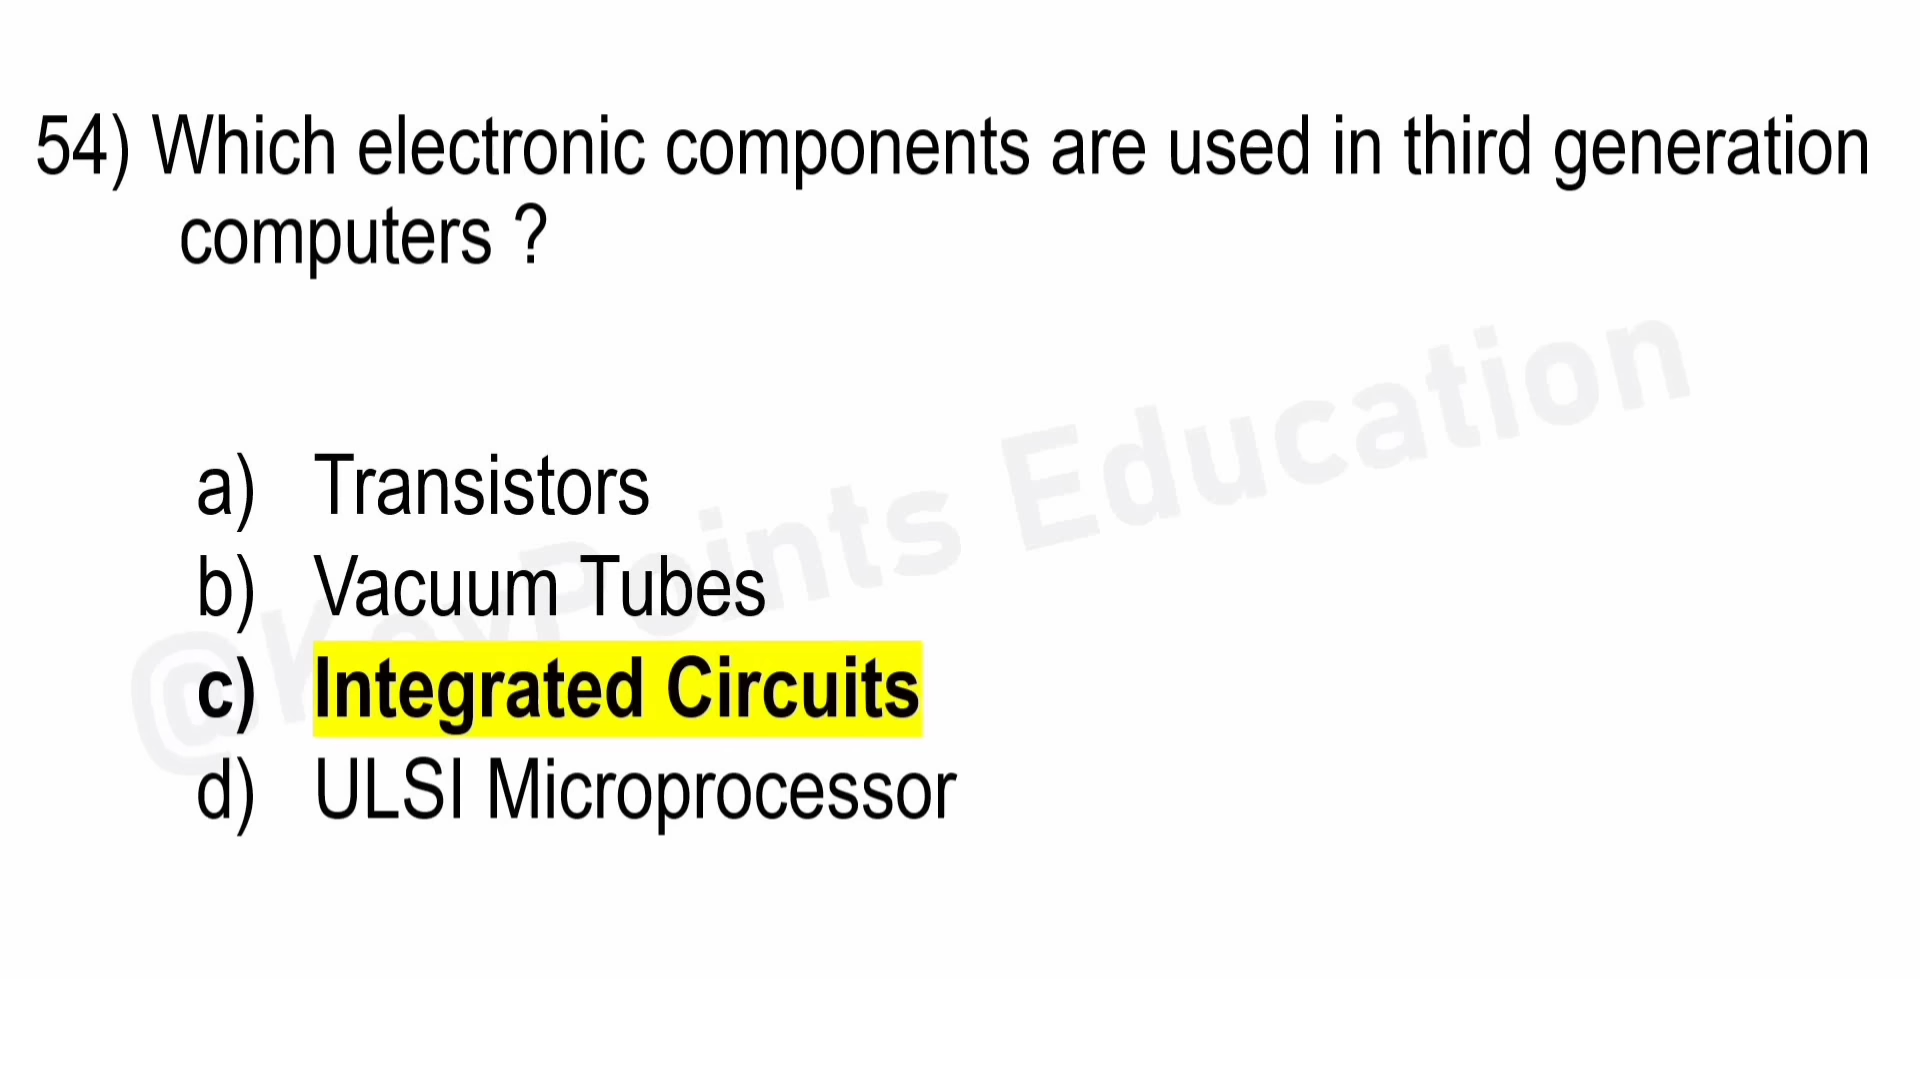 54) Which electronic components are used in third generation
computers ?
a) Transistors
b) Vacuum Tubes
c) Integrated Circuits
d) ULSI Microprocessor
@KeyPoints Education